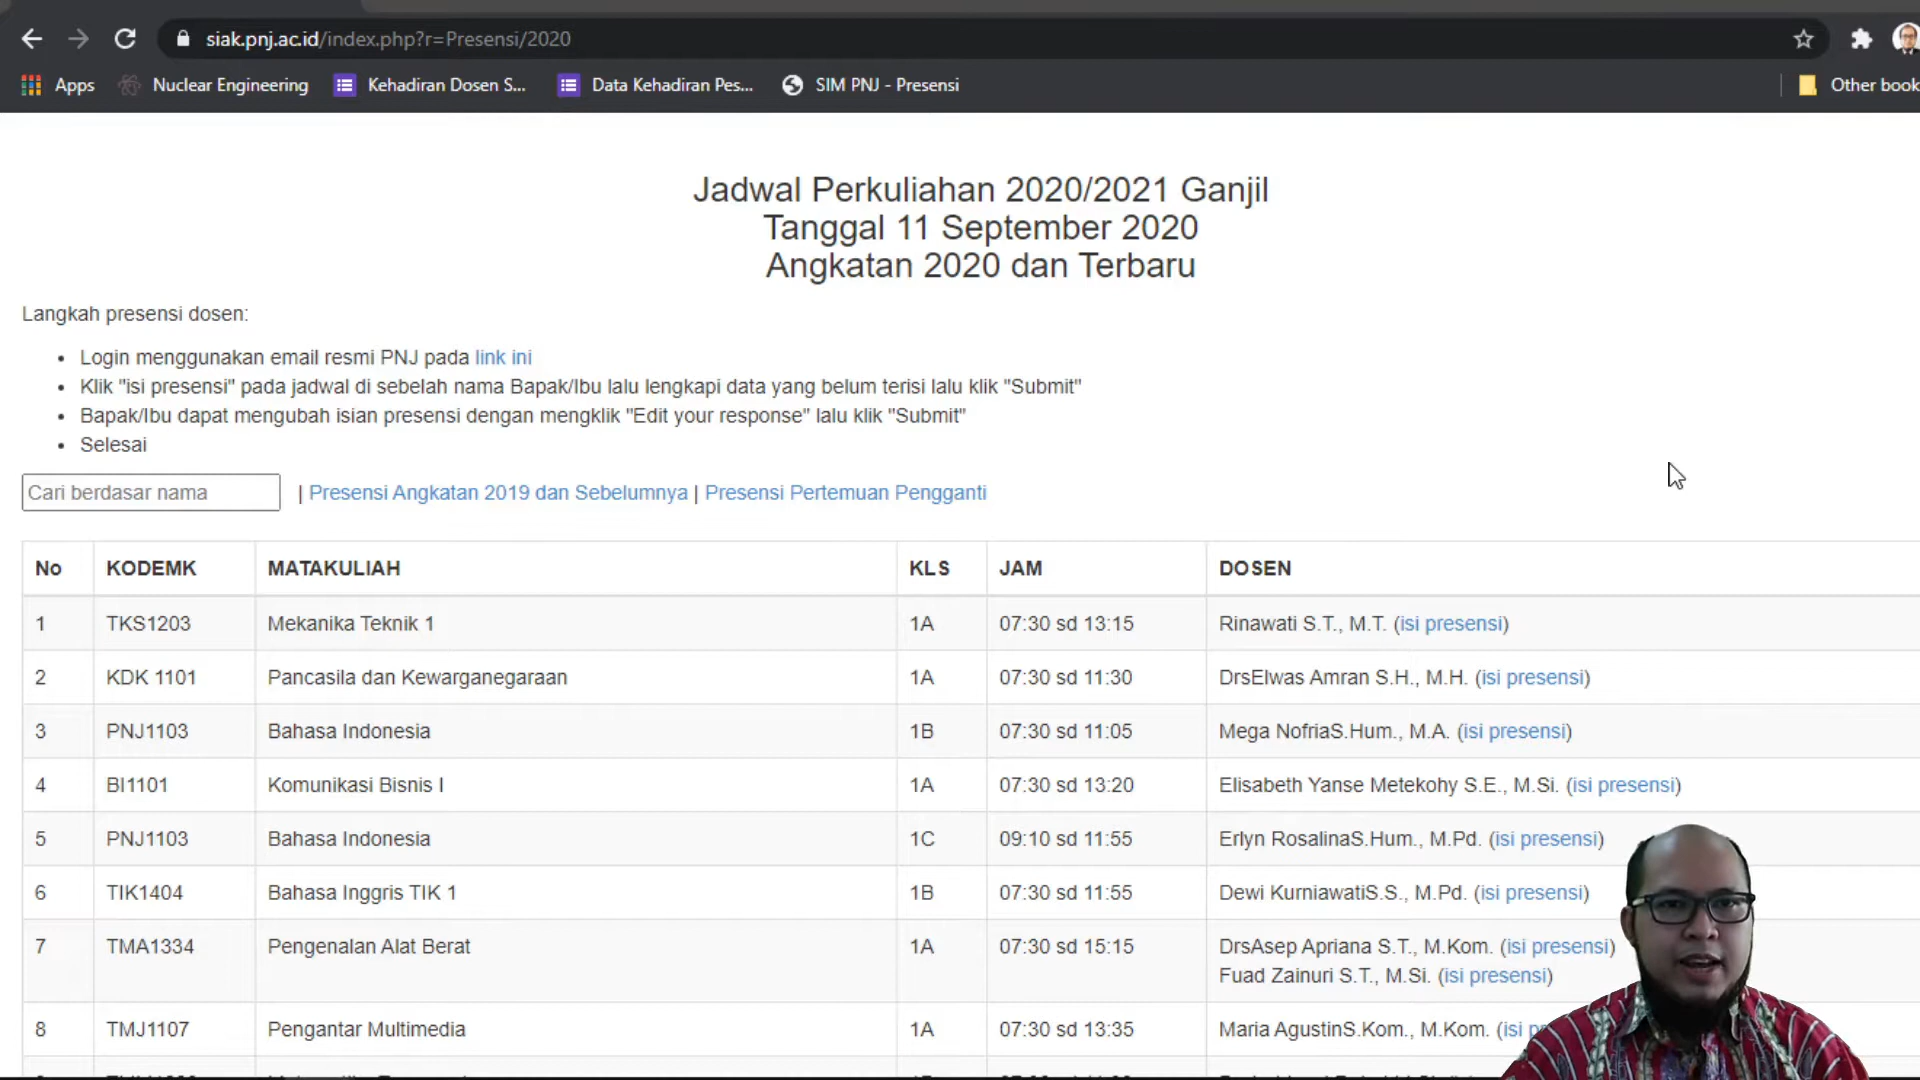 siak.pnj.ac.id/index.php?r=Presensi/2020
Apps Nuclear Engineering Kehadiran Dosen S... Data Kehadiran Pes... SIM PNJ - Presensi Other book
Jadwal Perkuliahan 2020/2021 Ganjil
Tanggal 11 September 2020
Angkatan 2020 dan Terbaru
Langkah presensi dosen:
• Login menggunakan email resmi PNJ pada link ini
• Klik "isi presensi" pada jadwal di sebelah nama Bapak/Ibu lalu lengkapi data yang belum terisi lalu klik "Submit"
• Bapak/Ibu dapat mengubah isian presensi dengan mengklik "Edit your response" lalu klik "Submit"
• Selesai
Cari berdasar nama | Presensi Angkatan 2019 dan Sebelumnya | Presensi Pertemuan Pengganti
No KODEMK MATAKULIAH KLS JAM DOSEN
1 TKS1203 Mekanika Teknik 1 1A 07:30 sd 13:15 Rinawati S.T., M.T. (isi presensi)
2 KDK 1101 Pancasila dan Kewarganegaraan 1A 07:30 sd 11:30 DrsElwas Amran S.H., M.H. (isi presensi)
3 PNJ1103 Bahasa Indonesia 1B 07:30 sd 11:05 Mega NofriaS.Hum., M.A. (isi presensi)
4 BI1101 Komunikasi Bisnis I 1A 07:30 sd 13:20 Elisabeth Yanse Metekohy S.E., M.Si. (isi presensi)
5 PNJ1103 Bahasa Indonesia 1C 09:10 sd 11:55 Erlyn RosalinaS.Hum., M.Pd. (isi presensi)
6 TIK1404 Bahasa Inggris TIK 1 1B 07:30 sd 11:55 Dewi KurniawatiS.S., M.Pd. (isi presensi)
7 TMA1334 Pengenalan Alat Berat 1A 07:30 sd 15:15 DrsAsep Apriana S.T., M.Kom. (isi presensi)
Fuad Zainuri S.T., M.Si. (isi presensi)
8 TMJ1107 Pengantar Multimedia 1A 07:30 sd 13:35 Maria AgustinS.Kom., M.Kom. (isi